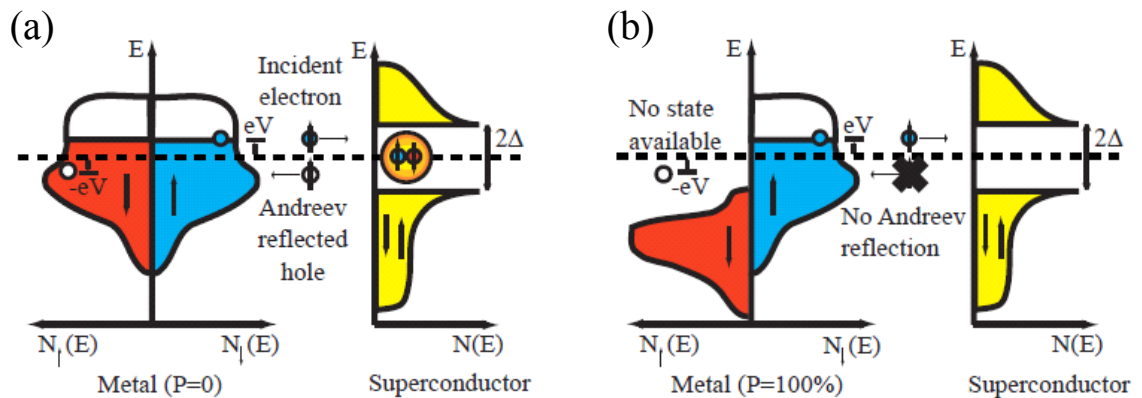 (a)
E
Incident
electron
eV
-eV
2Δ
Andreev
reflected
hole
N↑(E)
N↓(E)
N(E)
Metal (P=0)
Superconductor
(b)
E
No state
available
eV
-eV
2Δ
No Andreev
reflection
N↑(E)
N↓(E)
N(E)
Metal (P=100%)
Superconductor